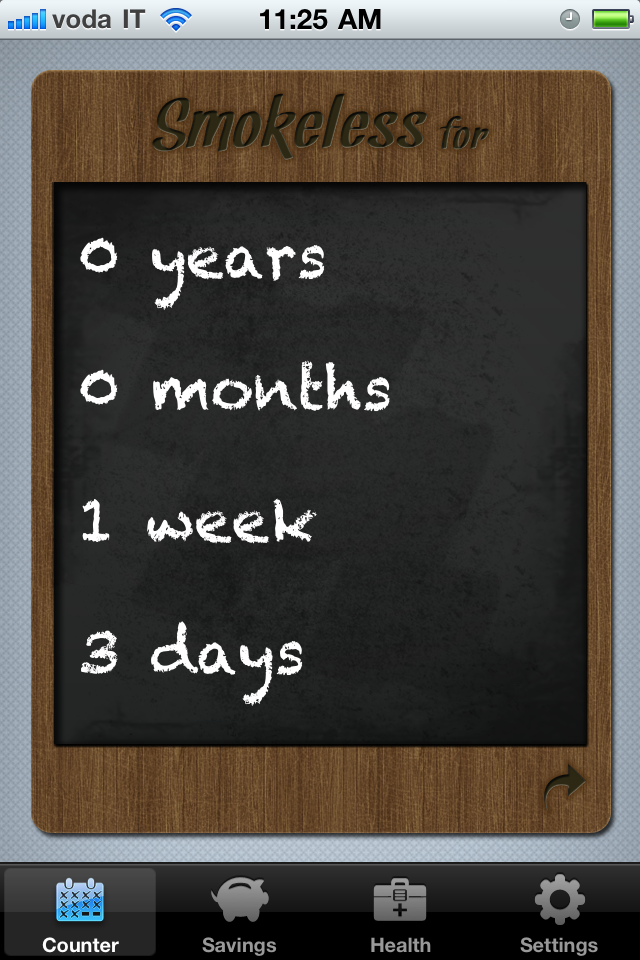 voda IT 11:25 AM
Smokeless for
0 years
0 months
1 week
3 days
Counter Savings Health Settings